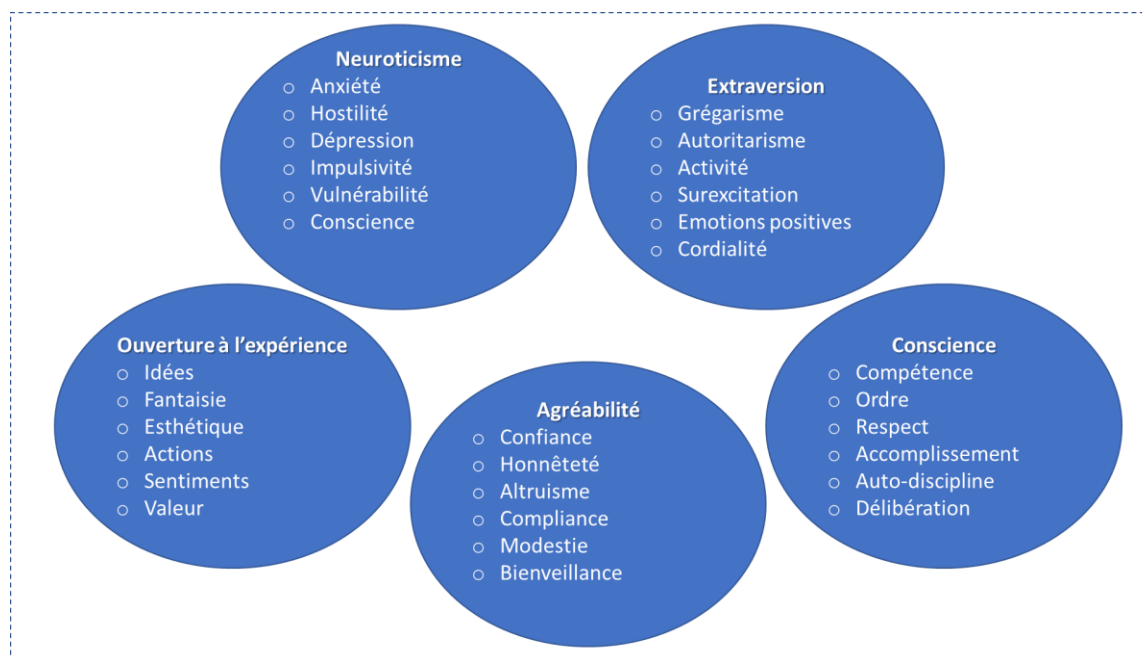 Neuroticisme
o Anxiété
o Hostilité
o Dépression
o Impulsivité
o Vulnérabilité
o Conscience
Extraversion
o Grégarisme
o Autoritarisme
o Activité
o Surexcitation
o Emotions positives
o Cordialité
Ouverture à l'expérience
o Idées
o Fantaisie
o Esthétique
o Actions
o Sentiments
o Valeur
Agréabilité
o Confiance
o Honnêteté
o Altruisme
o Compliance
o Modestie
o Bienveillance
Conscience
o Compétence
o Ordre
o Respect
o Accomplissement
o Auto-discipline
o Délibération